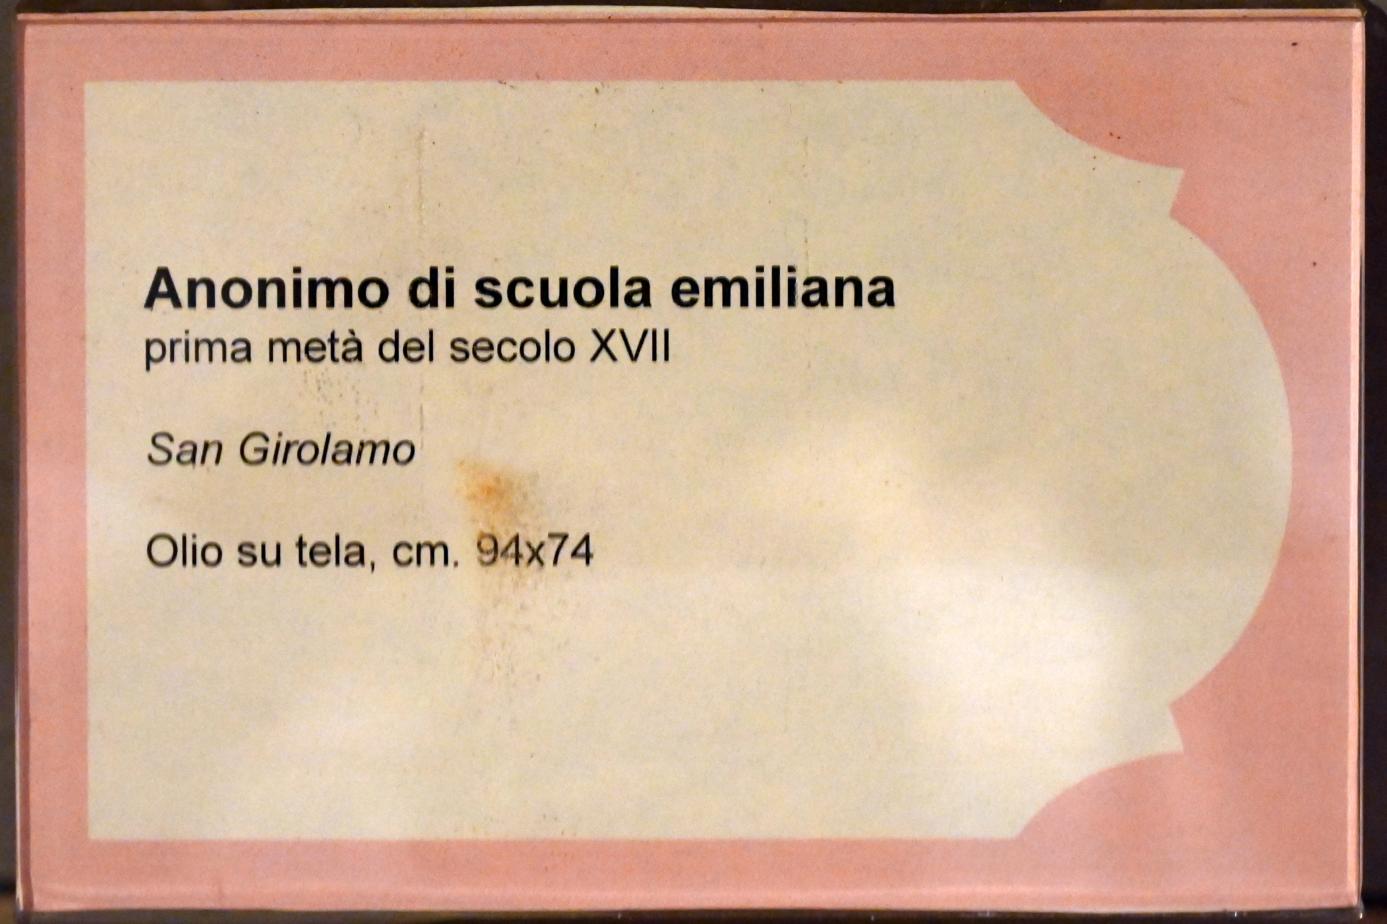 Anonimo di scuola emiliana
prima metà del secolo XVII
San Girolamo
Olio su tela, cm. 94x74